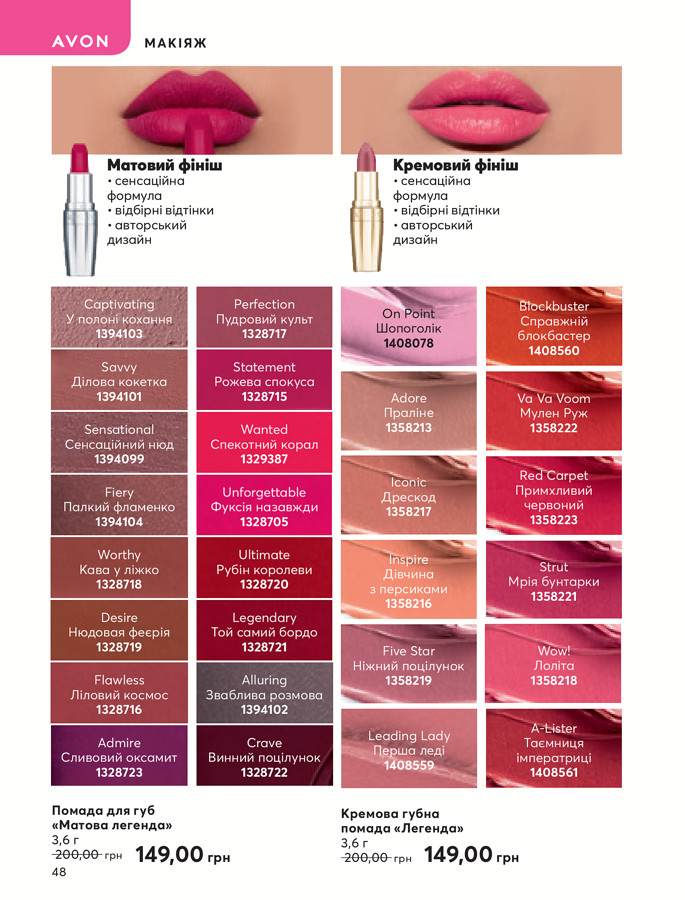 AVON
МАКІЯЖ
Матовий фініш
• сенсаційна
формула
• відбірні відтінки
• авторський
дизайн
Кремовий фініш
• сенсаційна
формула
• відбірні відтінки
• авторський
дизайн
Captivating
У полоні кохання
1394103
Savvy
Ділова кокетка
1394101
Sensational
Сенсаційний нюд
1394099
Fiery
Палкий фламенко
1394104
Worthy
Кава у ліжко
1328718
Desire
Нюдовая феєрія
1328719
Flawless
Ліловий космос
1328716
Admire
Сливовий оксамит
1328723
Perfection
Пудровий культ
1328717
Statement
Рожева спокуса
1328715
Wanted
Спекотний корал
1329387
Unforgettable
Фуксія назавжди
1328705
Ultimate
Рубін королеви
1328720
Legendary
Той самий бордо
1328721
Alluring
Зваблива розмова
1394102
Crave
Винний поцілунок
1328722
On Point
Шопоголік
1408078
Adore
Праліне
1358213
Iconic
Дрескод
1358217
Inspire
Дівчина
з персиками
1358216
Five Star
Ніжний поцілунок
1358219
Leading Lady
Перша леді
1408559
Blockbuster
Справжній
блокбастер
1408560
Va Va Voom
Мулен Руж
1358222
Red Carpet
Примхливий
червоний
1358223
Strut
Мрія бунтарки
1358221
Wow!
Лоліта
1358218
A-Lister
Таємниця
імператриці
1408561
Помада для губ
«Матова легенда»
3,6 г
200,00 грн 149,00 грн
Кремова губна
помада «Легенда»
3,6 г
200,00 грн 149,00 грн
48